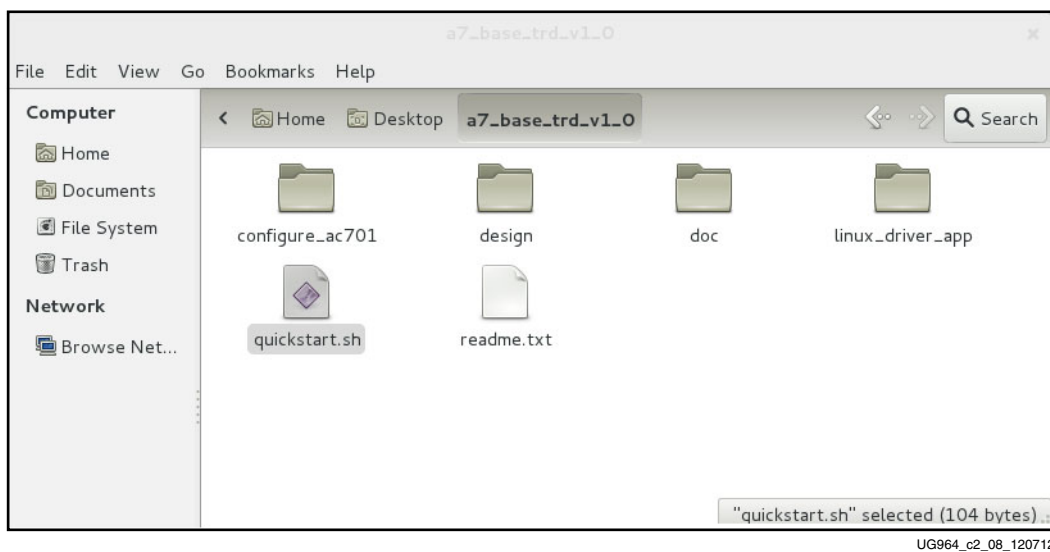 a7_base_trd_v1_0
File Edit View Go Bookmarks Help
Computer
Home
Documents
File System
Trash
Network
Browse Net...
Home Desktop a7_base_trd_v1_0 Search
configure_ac701 design doc linux_driver_app
quickstart.sh readme.txt
"quickstart.sh" selected (104 bytes)
UG964_c2_08_120712